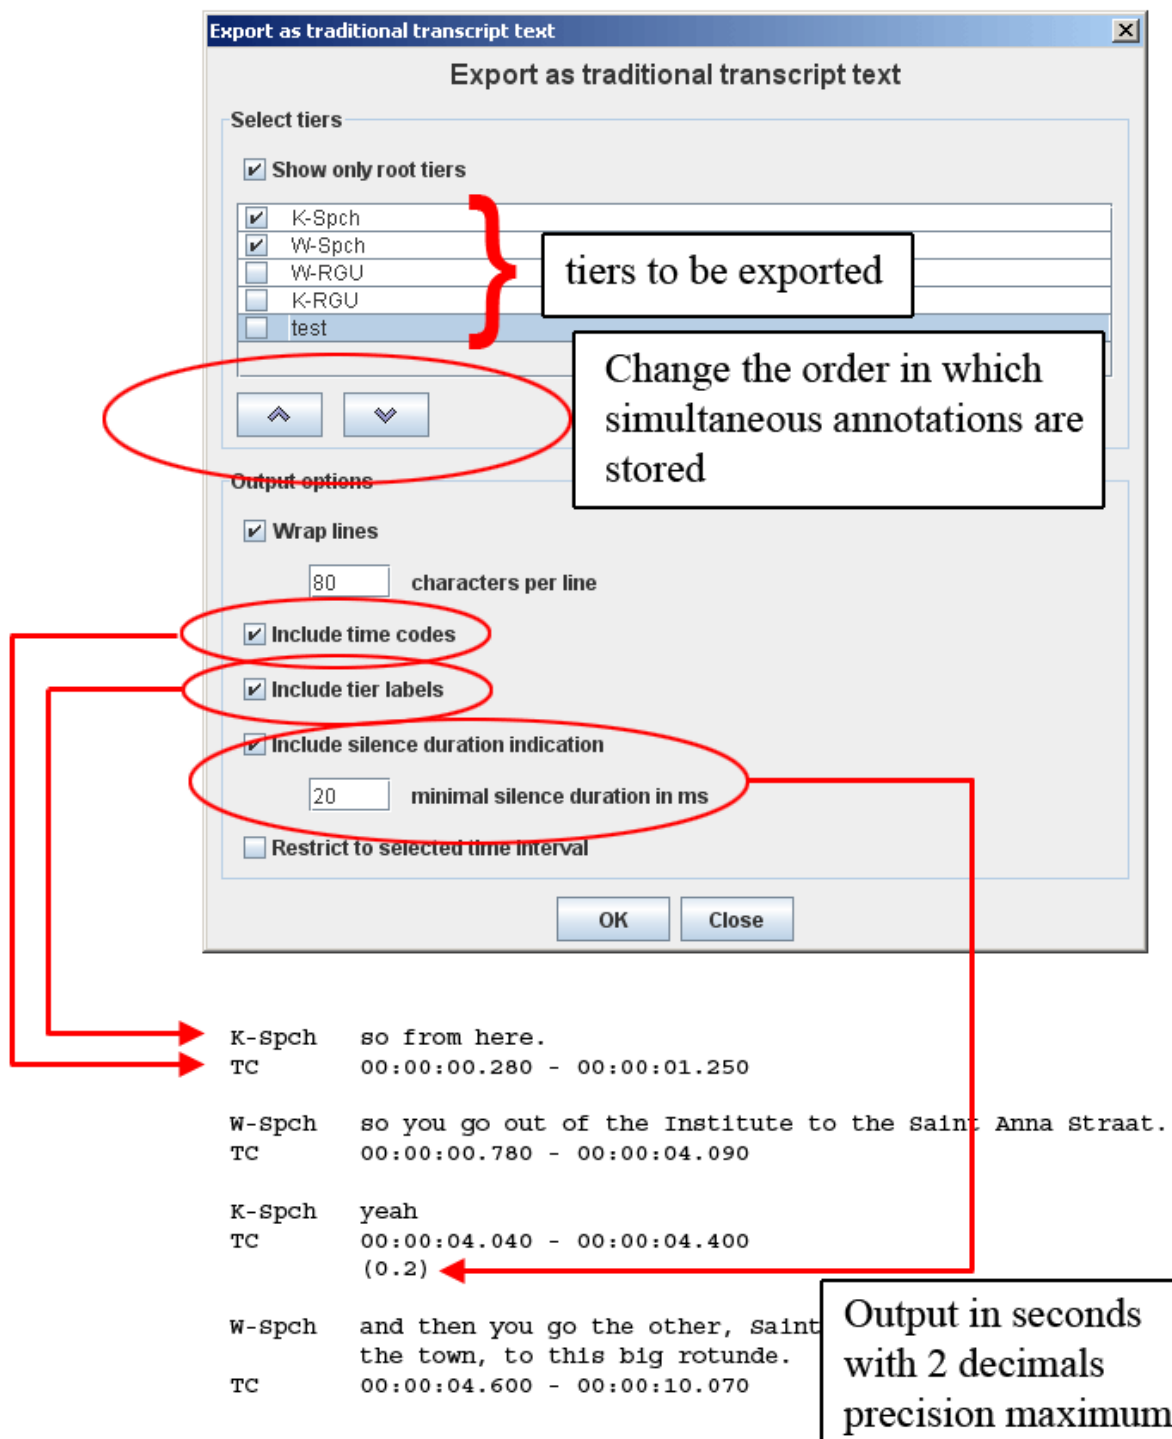 Export as traditional transcript text
Export as traditional transcript text
Select tiers
Show only root tiers
K-Spch
W-Spch
W-RGU
K-RGU
test
tiers to be exported
Change the order in which
simultaneous annotations are
stored
Output options
Wrap lines
80 characters per line
Include time codes
Include tier labels
Include silence duration indication
20 minimal silence duration in ms
Restrict to selected time interval
OK Close
K-Spch so from here.
TC 00:00:00.280 - 00:00:01.250
W-Spch so you go out of the Institute to the Saint Anna Straat.
TC 00:00:00.780 - 00:00:04.090
K-Spch yeah
TC 00:00:04.040 - 00:00:04.400
(0.2)
W-Spch and then you go the other, Saint
the town, to this big rotunde.
TC 00:00:04.600 - 00:00:10.070
Output in seconds
with 2 decimals
precision maximum